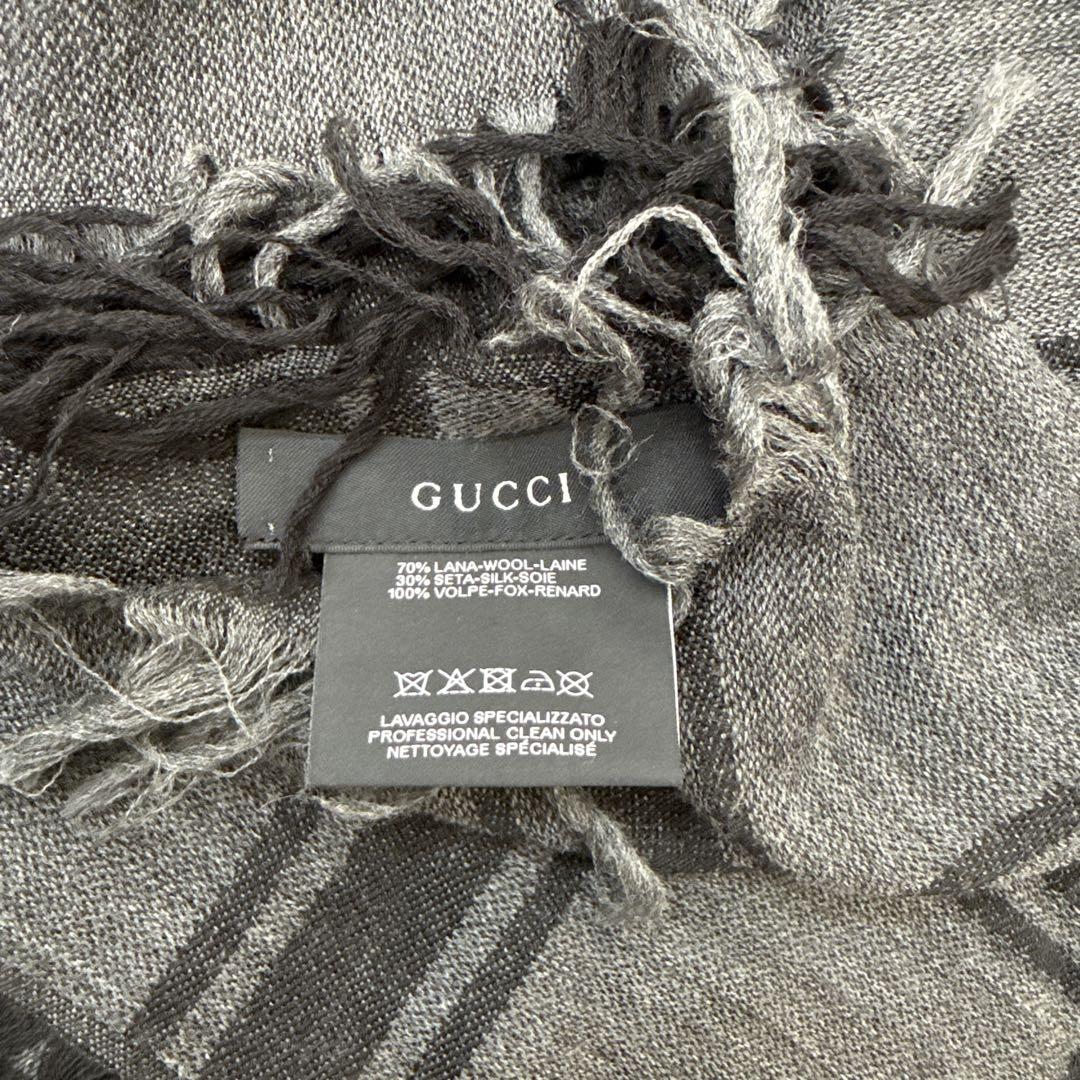 GUCCI
70% LANA-WOOL-LAINE
30% SETA-SILK-SOIE
100% VOLPE-FOX-RENARD
LAVAGGIO SPECIALIZZATO
PROFESSIONAL CLEAN ONLY
NETTOYAGE SPÉCIALISÉ